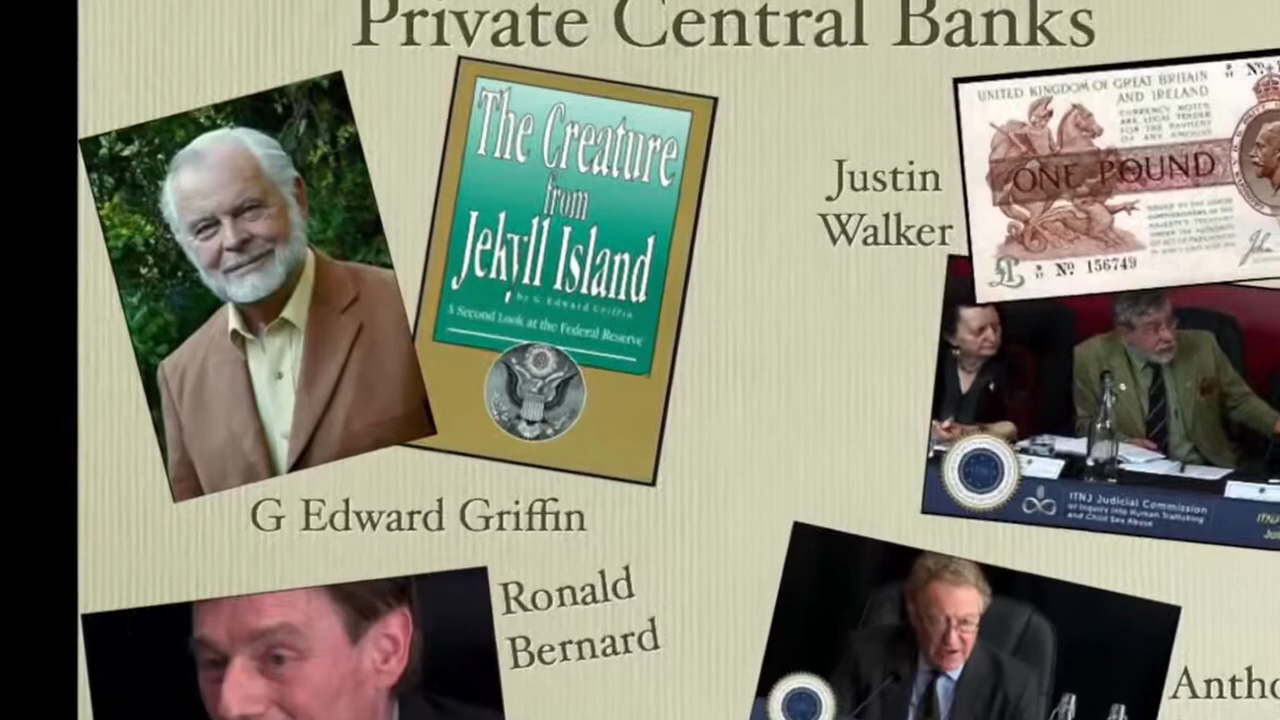 Private Central Banks
The Creature
from
Jekyll Island
by G. Edward Griffin
A Second Look at the Federal Reserve
G Edward Griffin
Justin
Walker
UNITED KINGDOM OF GREAT BRITAIN
AND IRELAND
CURRENCY NOTES
ARE LEGAL TENDER
FOR THE PAYMENT
OF ANY AMOUNT
ONE POUND
Nº 156749
ITNJ Judicial Commission
of Inquiry into Human Trafficking
and Child Sex Abuse
Ronald
Bernard
Antho